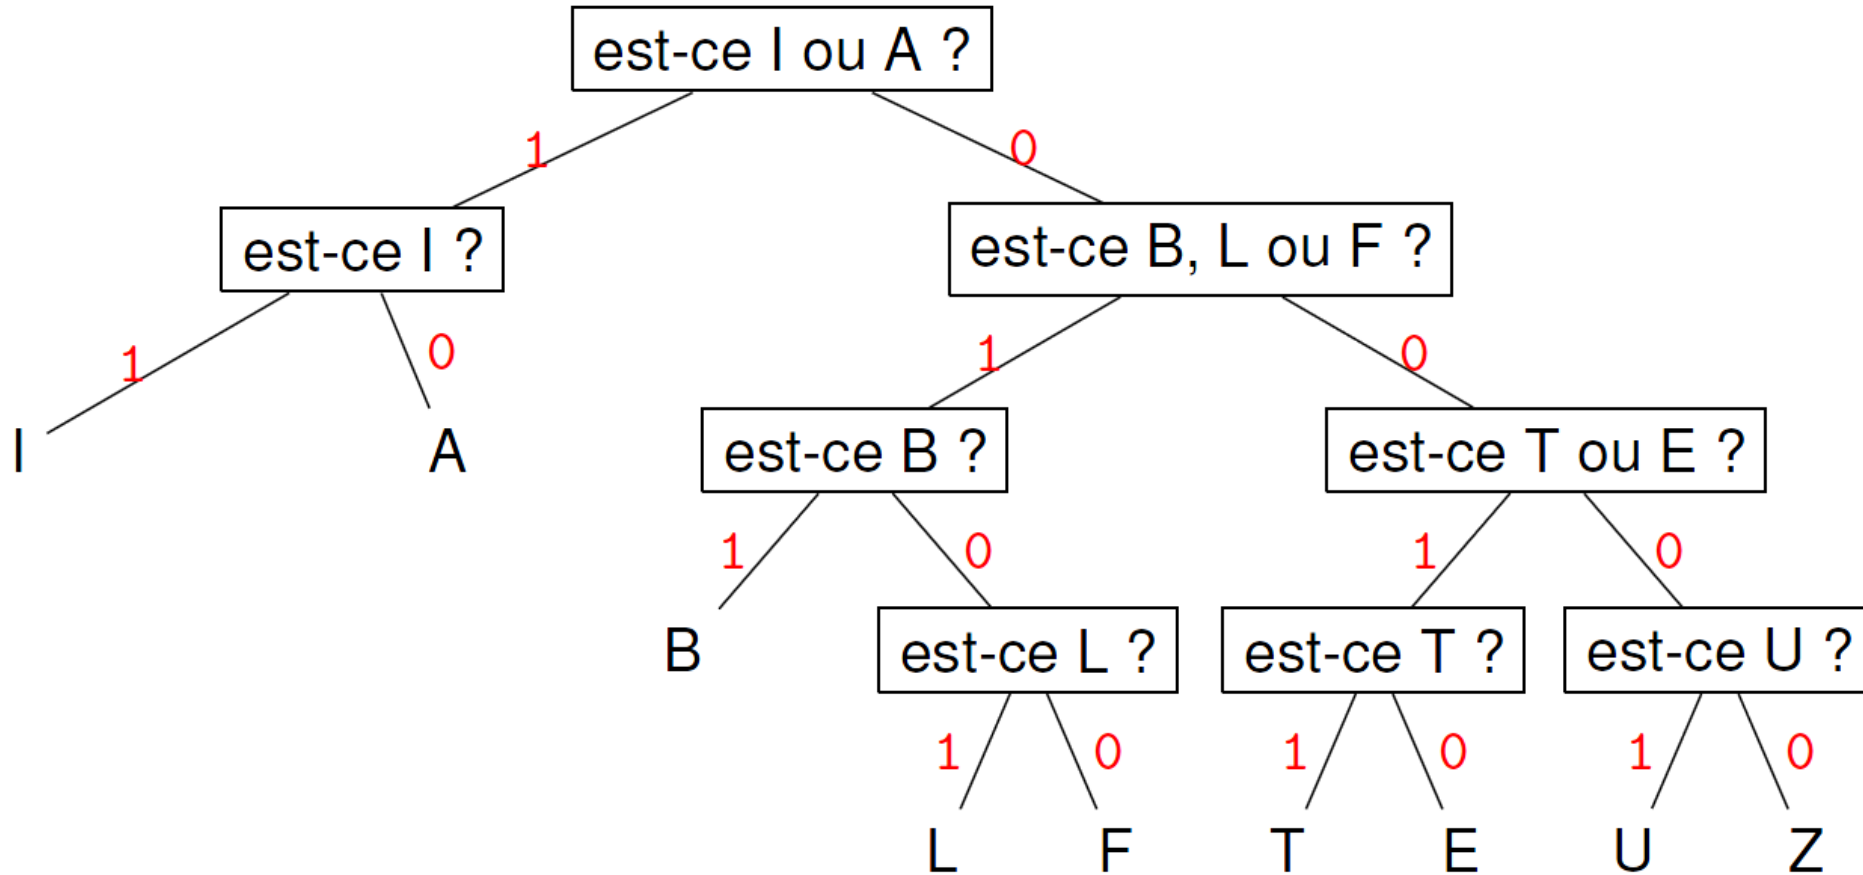 est-ce I ou A ?
1 0
est-ce I ? est-ce B, L ou F ?
1 0 1 0
I A est-ce B ? est-ce T ou E ?
1 0 1 0
B est-ce L ? est-ce T ? est-ce U ?
1 0 1 0 1 0
L F T E U Z